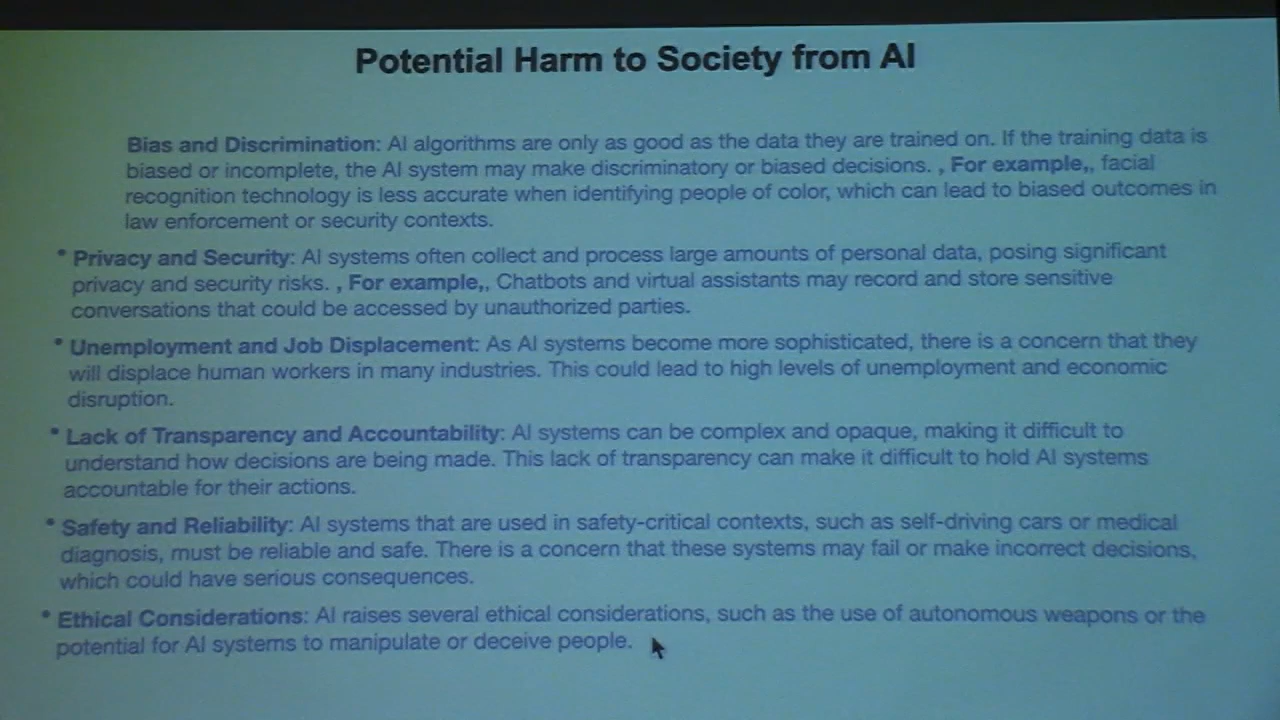 Potential Harm to Society from AI
Bias and Discrimination: AI algorithms are only as good as the data they are trained on. If the training data is
biased or incomplete, the AI system may make discriminatory or biased decisions. , For example,, facial
recognition technology is less accurate when identifying people of color, which can lead to biased outcomes in
law enforcement or security contexts.
• Privacy and Security: AI systems often collect and process large amounts of personal data, posing significant
privacy and security risks. , For example,, Chatbots and virtual assistants may record and store sensitive
conversations that could be accessed by unauthorized parties.
• Unemployment and Job Displacement: As AI systems become more sophisticated, there is a concern that they
will displace human workers in many industries. This could lead to high levels of unemployment and economic
disruption.
• Lack of Transparency and Accountability: AI systems can be complex and opaque, making it difficult to
understand how decisions are being made. This lack of transparency can make it difficult to hold AI systems
accountable for their actions.
• Safety and Reliability: AI systems that are used in safety-critical contexts, such as self-driving cars or medical
diagnosis, must be reliable and safe. There is a concern that these systems may fail or make incorrect decisions,
which could have serious consequences.
• Ethical Considerations: AI raises several ethical considerations, such as the use of autonomous weapons or the
potential for AI systems to manipulate or deceive people.